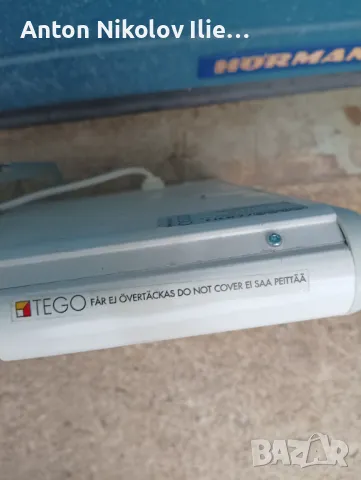 Anton Nikolov Ilie...
HÖRMAN
TEGO FÅR EJ ÖVERTÄCKAS DO NOT COVER EI SAA PEITTÄÄ
BAZAR